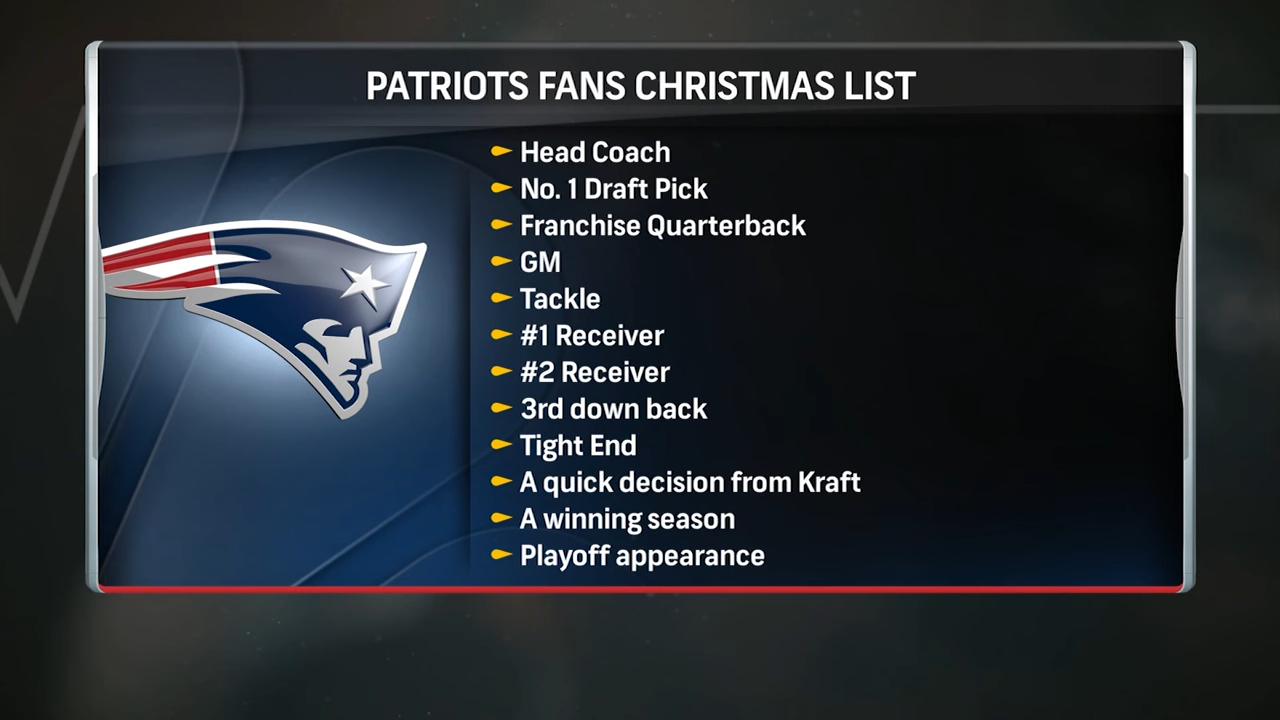 PATRIOTS FANS CHRISTMAS LIST
Head Coach
No. 1 Draft Pick
Franchise Quarterback
GM
Tackle
#1 Receiver
#2 Receiver
3rd down back
Tight End
A quick decision from Kraft
A winning season
Playoff appearance